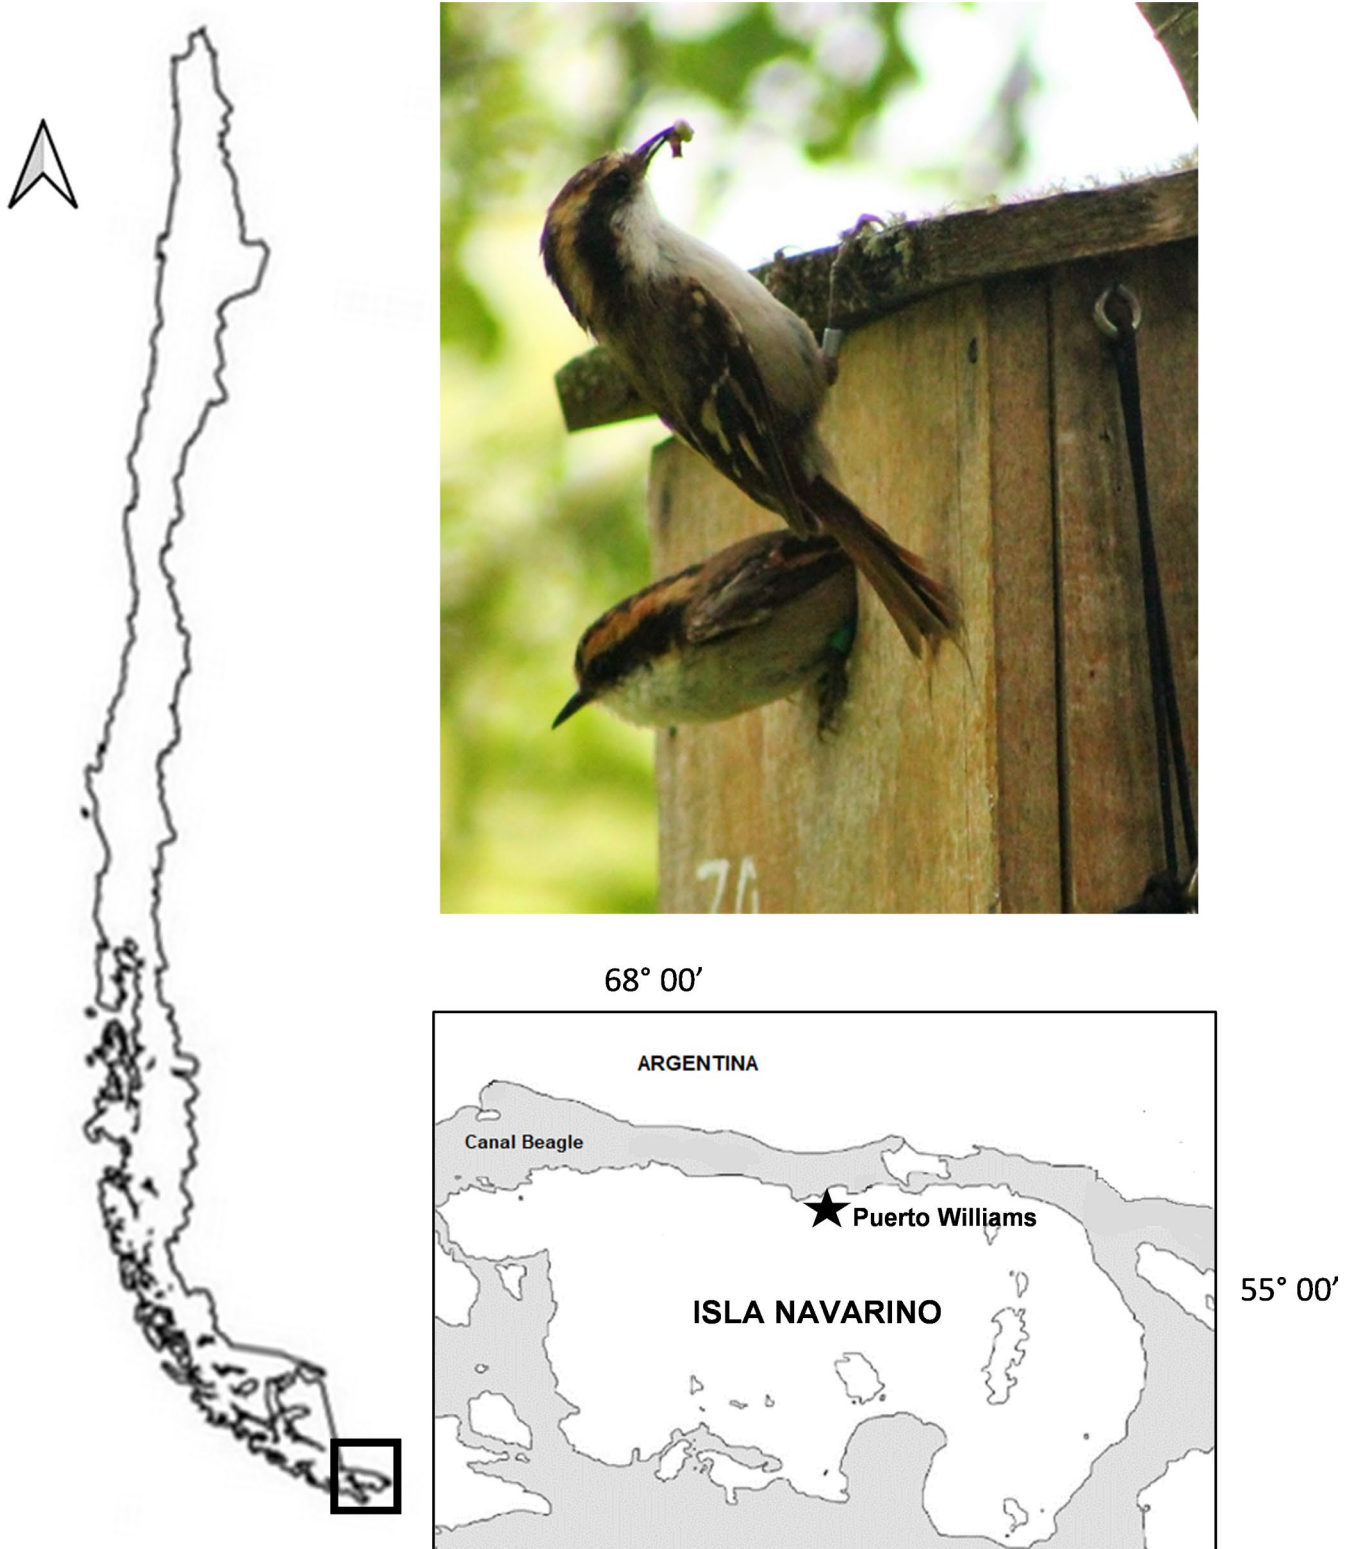 68° 00’
ARGENTINA
Canal Beagle
Puerto Williams
55° 00’
ISLA NAVARINO